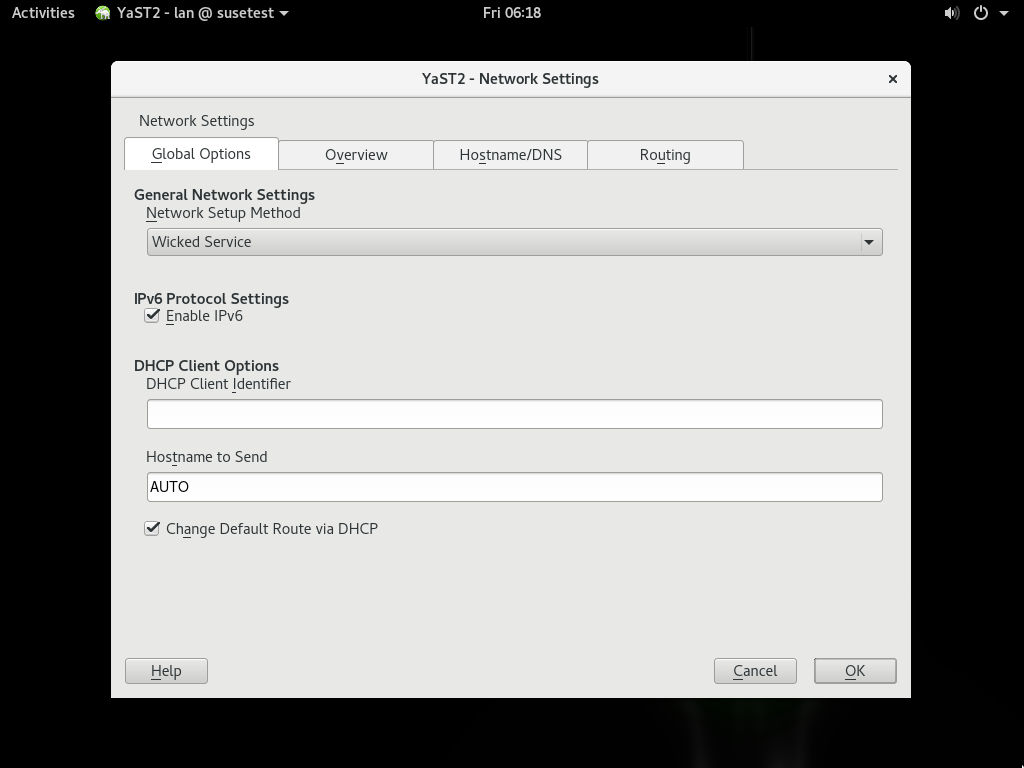 Activities YaST2 - lan @ susetest Fri 06:18
YaST2 - Network Settings
Network Settings
Global Options Overview Hostname/DNS Routing
General Network Settings
Network Setup Method
Wicked Service
IPv6 Protocol Settings
Enable IPv6
DHCP Client Options
DHCP Client Identifier
Hostname to Send
AUTO
Change Default Route via DHCP
Help Cancel OK